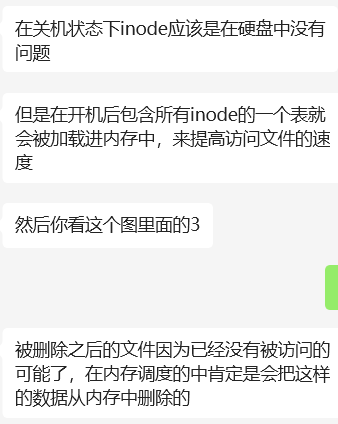 在关机状态下inode应该是在硬盘中没有
问题
但是在开机后包含所有inode的一个表就
会被加载进内存中，来提高访问文件的速
度
然后你看这个图里面的3
被删除之后的文件因为已经没有被访问的
可能了，在内存调度的中肯定是会把这样
的数据从内存中删除的